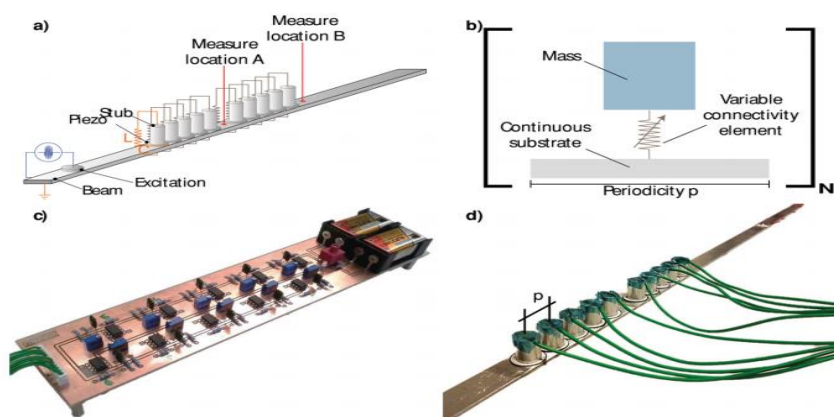 a)
Measure
location B
Measure
location A
Stub
Piezo
L
Excitation
Beam
b)
Mass
Variable
connectivity
element
Continuous
substrate
Periodicity p
N
c)
d)
p